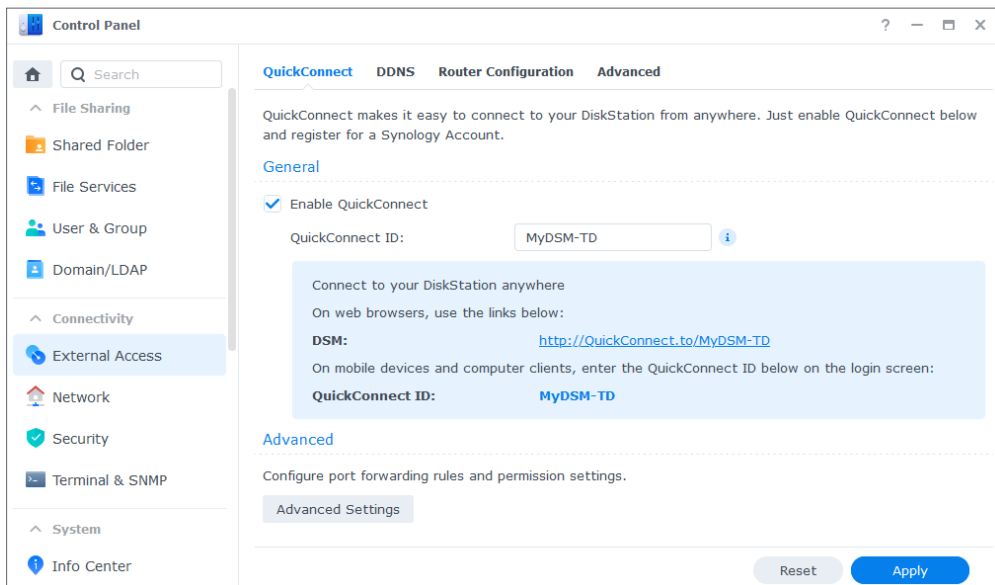 Control Panel
?
Search
File Sharing
Shared Folder
File Services
User & Group
Domain/LDAP
Connectivity
External Access
Network
Security
Terminal & SNMP
System
Info Center
QuickConnect DDNS Router Configuration Advanced
QuickConnect makes it easy to connect to your DiskStation from anywhere. Just enable QuickConnect below
and register for a Synology Account.
General
Enable QuickConnect
QuickConnect ID: MyDSM-TD i
Connect to your DiskStation anywhere
On web browsers, use the links below:
DSM: http://QuickConnect.to/MyDSM-TD
On mobile devices and computer clients, enter the QuickConnect ID below on the login screen:
QuickConnect ID: MyDSM-TD
Advanced
Configure port forwarding rules and permission settings.
Advanced Settings
Reset Apply